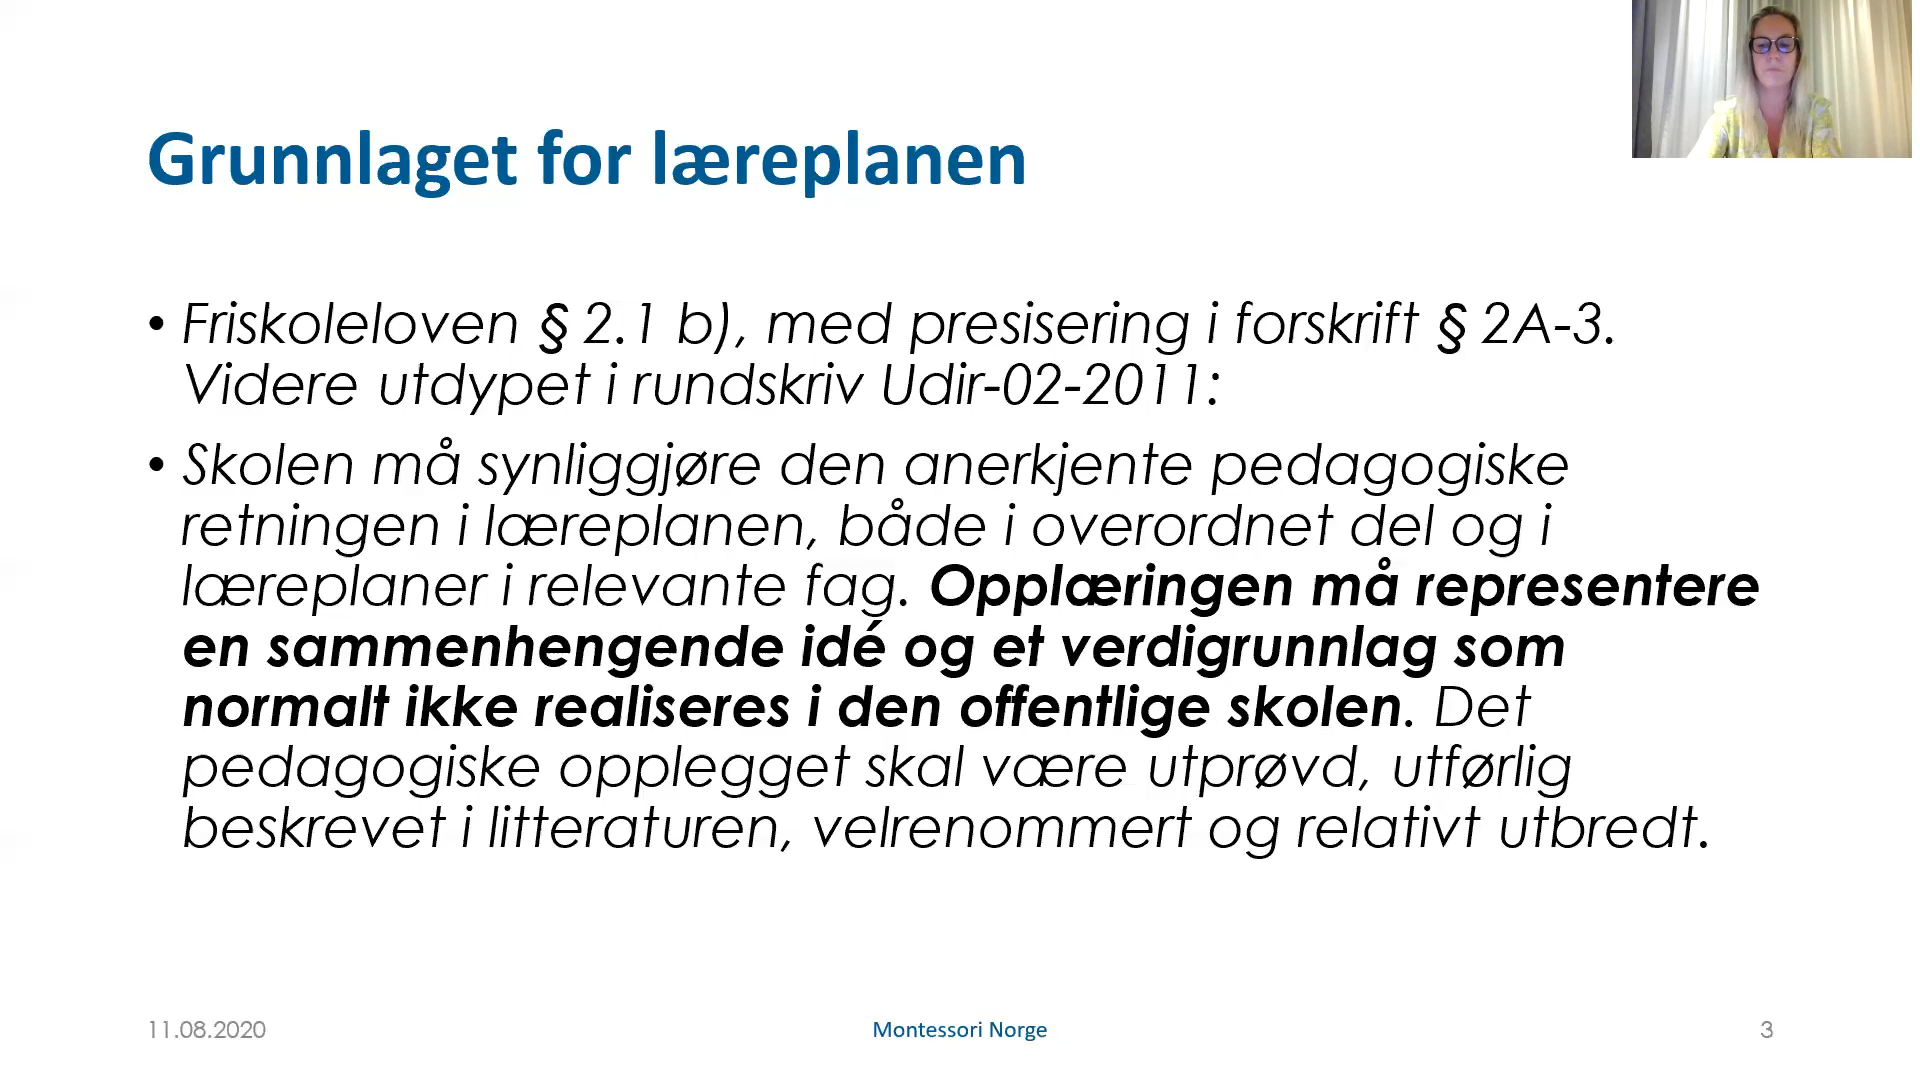 Grunnlaget for læreplanen
• Friskoleloven § 2.1 b), med presisering i forskrift § 2A-3.
Videre utdypet i rundskriv Udir-02-2011:
• Skolen må synliggjøre den anerkjente pedagogiske
retningen i læreplanen, både i overordnet del og i
læreplaner i relevante fag. Opplæringen må representere
en sammenhengende idé og et verdigrunnlag som
normalt ikke realiseres i den offentlige skolen. Det
pedagogiske opplegget skal være utprøvd, utførlig
beskrevet i litteraturen, velrenommert og relativt utbredt.
11.08.2020
Montessori Norge
3